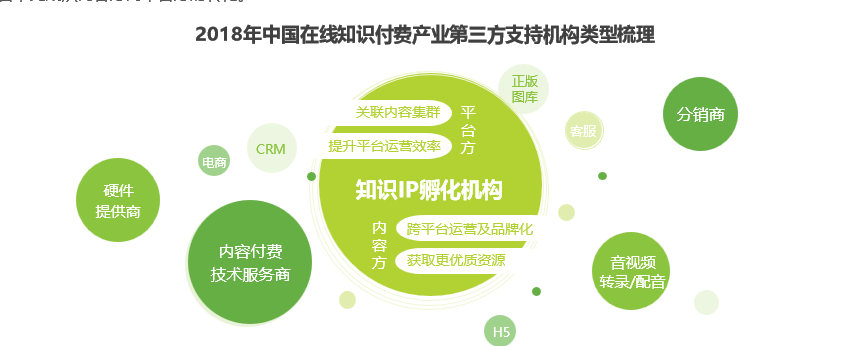 2018年中国在线知识付费产业第三方支持机构类型梳理
正版
图库
关联内容集群
平台方
提升平台运营效率
分销商
客服
电商
CRM
硬件
提供商
知识IP孵化机构
内容方
跨平台运营及品牌化
获取更优质资源
内容付费
技术服务商
音视频
转录/配音
H5